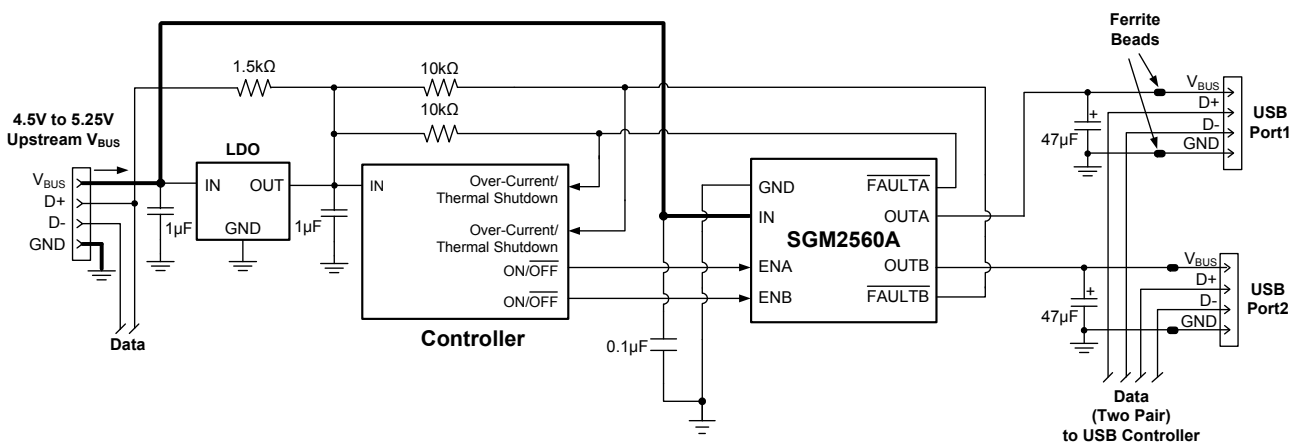 Ferrite
Beads
1.5kΩ
10kΩ
10kΩ
4.5V to 5.25V
Upstream VBUS
LDO
VBUS
D+
D-
GND
1μF
IN
OUT
GND
1μF
IN
Over-Current/
Thermal Shutdown
Over-Current/
Thermal Shutdown
ON/OFF
ON/OFF
Controller
Data
0.1μF
GND
IN
ENA
ENB
SGM2560A
FAULTA
OUTA
OUTB
FAULTB
+
47μF
VBUS
D+
D-
GND
USB
Port1
+
47μF
VBUS
D+
D-
GND
USB
Port2
Data
(Two Pair)
to USB Controller